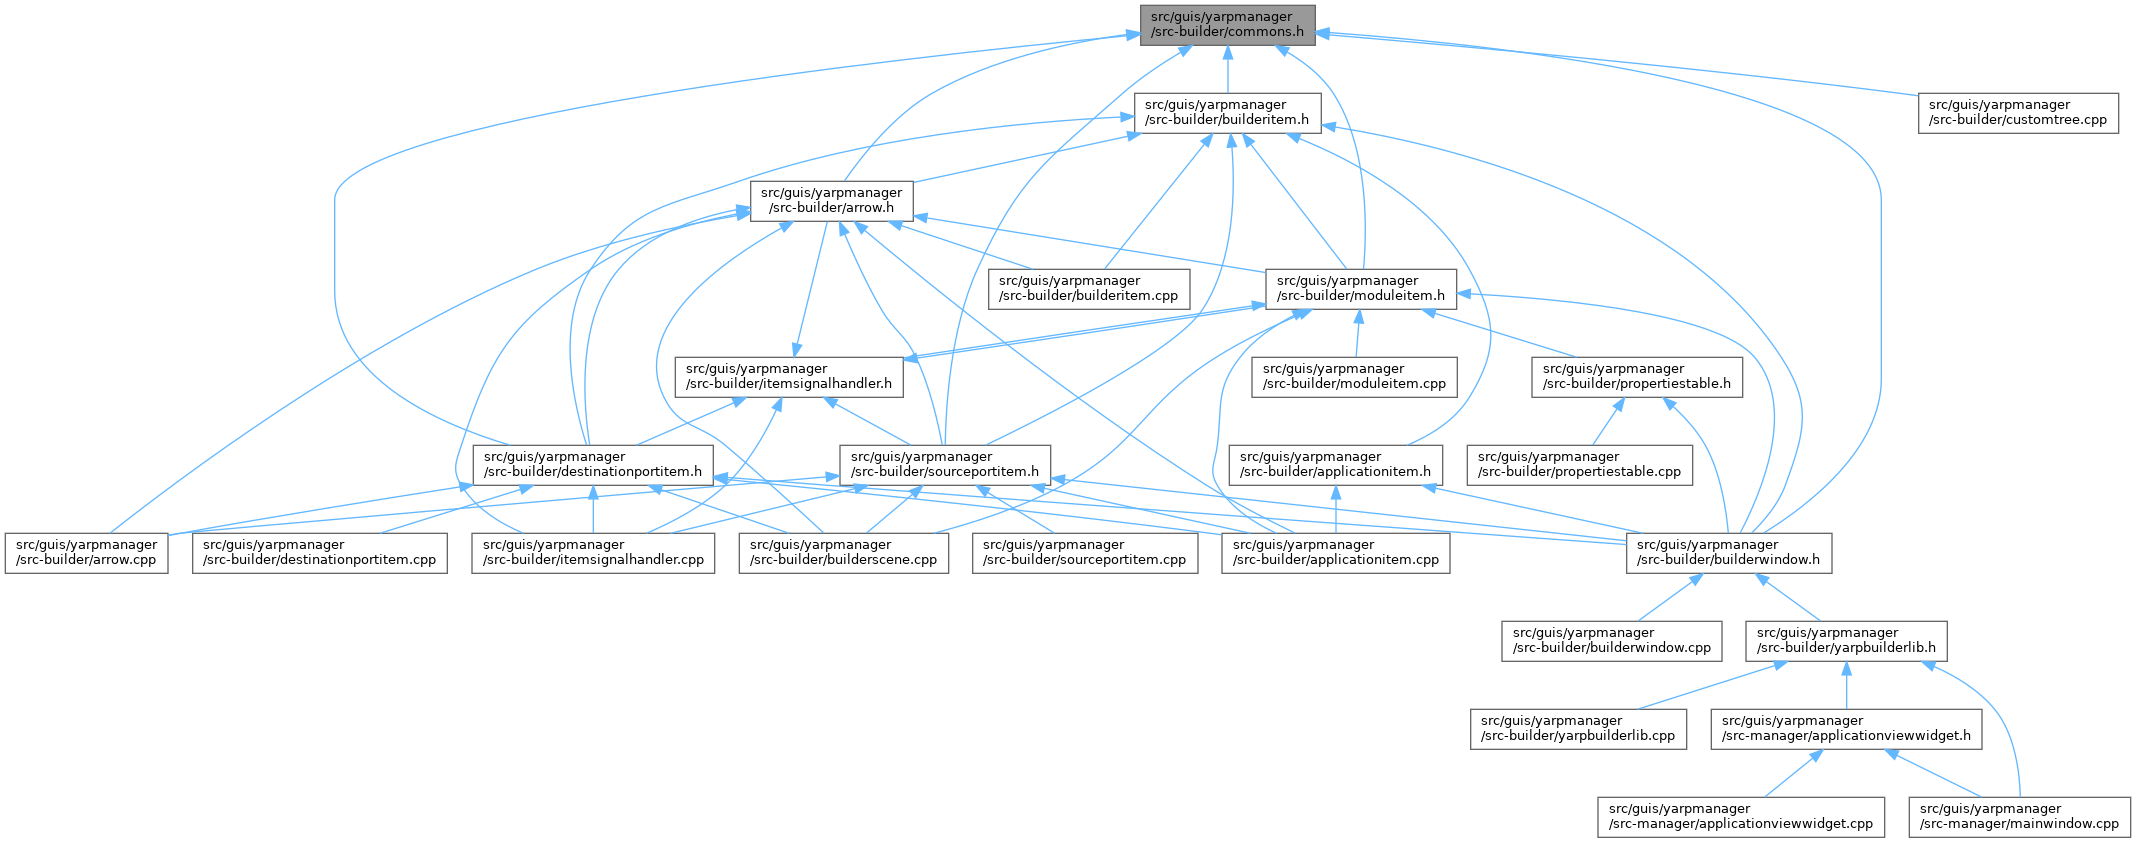 src/guis/yarpmanager
/src-builder/commons.h
src/guis/yarpmanager
/src-builder/builderitem.h
src/guis/yarpmanager
/src-builder/customtree.cpp
src/guis/yarpmanager
/src-builder/arrow.h
src/guis/yarpmanager
/src-builder/builderitem.cpp
src/guis/yarpmanager
/src-builder/moduleitem.h
src/guis/yarpmanager
/src-builder/itemsignalhandler.h
src/guis/yarpmanager
/src-builder/moduleitem.cpp
src/guis/yarpmanager
/src-builder/propertiestable.h
src/guis/yarpmanager
/src-builder/destinationportitem.h
src/guis/yarpmanager
/src-builder/sourceportitem.h
src/guis/yarpmanager
/src-builder/applicationitem.h
src/guis/yarpmanager
/src-builder/propertiestable.cpp
src/guis/yarpmanager
/src-builder/arrow.cpp
src/guis/yarpmanager
/src-builder/destinationportitem.cpp
src/guis/yarpmanager
/src-builder/itemsignalhandler.cpp
src/guis/yarpmanager
/src-builder/builderscene.cpp
src/guis/yarpmanager
/src-builder/sourceportitem.cpp
src/guis/yarpmanager
/src-builder/applicationitem.cpp
src/guis/yarpmanager
/src-builder/builderwindow.h
src/guis/yarpmanager
/src-builder/builderwindow.cpp
src/guis/yarpmanager
/src-builder/yarpbuilderlib.h
src/guis/yarpmanager
/src-builder/yarpbuilderlib.cpp
src/guis/yarpmanager
/src-manager/applicationviewwidget.h
src/guis/yarpmanager
/src-manager/applicationviewwidget.cpp
src/guis/yarpmanager
/src-manager/mainwindow.cpp